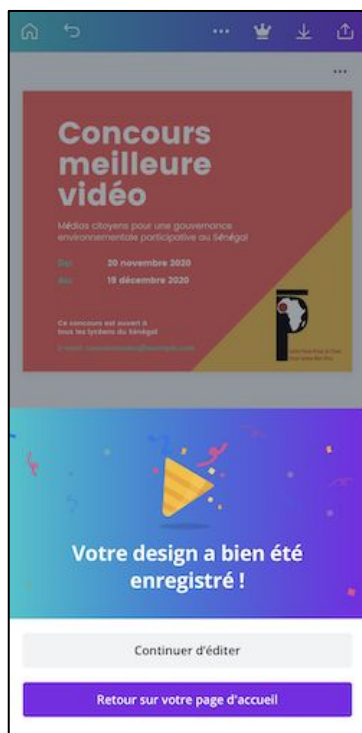 Concours
meilleure
vidéo
Médias citoyens pour une gouvernance
environnementale participative au Sénégal
Du: 20 novembre 2020
Au: 19 décembre 2020
Ce concours est ouvert à
tous les lycéens du Sénégal
Votre design a bien été
enregistré !
Continuer d'éditer
Retour sur votre page d'accueil